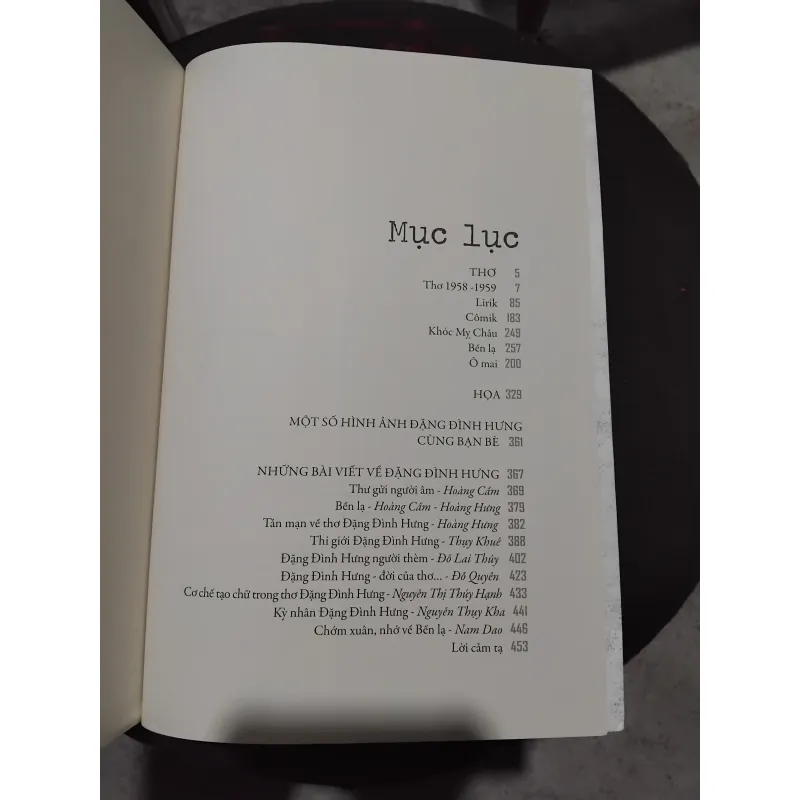 Mục lục
THƠ 5
Thơ 1958 -1959 7
Lirik 85
Cômik 183
Khóc Mỵ Châu 249
Bến lạ 257
Ô mai 200
HỌA 329
MỘT SỐ HÌNH ẢNH ĐẶNG ĐÌNH HƯNG
CÙNG BẠN BÈ 361
NHỮNG BÀI VIẾT VỀ ĐẶNG ĐÌNH HƯNG 367
Thư gửi người âm - Hoàng Cầm 369
Bến lạ - Hoàng Cầm - Hoàng Hưng 379
Tản mạn về thơ Đặng Đình Hưng - Hoàng Hưng 382
Thi giới Đặng Đình Hưng - Thụy Khuê 388
Đặng Đình Hưng người thèm - Đỗ Lai Thúy 402
Đặng Đình Hưng - đời của thơ... - Đỗ Quyên 423
Cơ chế tạo chữ trong thơ Đặng Đình Hưng - Nguyễn Thị Thúy Hạnh 433
Kỳ nhân Đặng Đình Hưng - Nguyễn Thụy Kha 441
Chớm xuân, nhớ về Bến lạ - Nam Dao 446
Lời cảm tạ 453